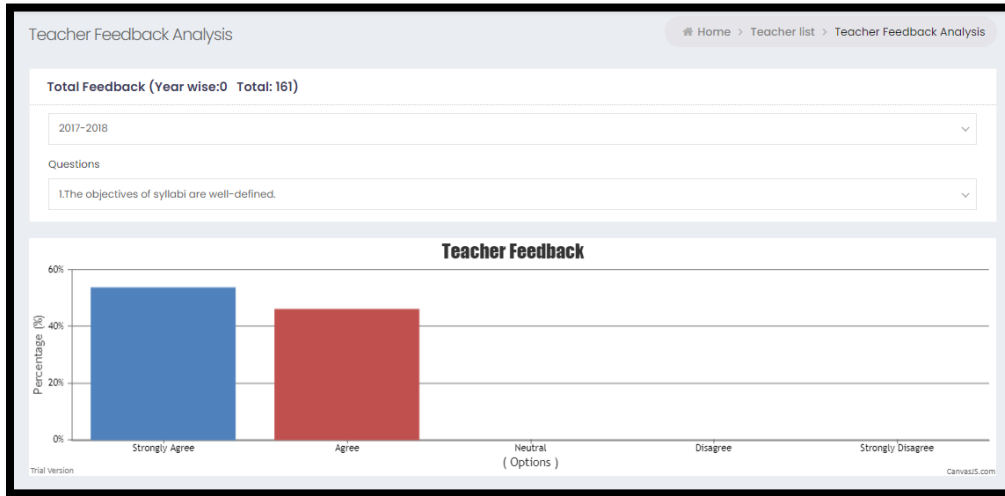 Teacher Feedback Analysis
Home > Teacher list > Teacher Feedback Analysis
Total Feedback (Year wise:0 Total: 161)
2017-2018
Questions
1.The objectives of syllabi are well-defined.
Teacher Feedback
60%
40%
20%
0%
Percentage (%)
Strongly Agree Agree Neutral Disagree Strongly Disagree
( Options )
Trial Version CanvasJS.com